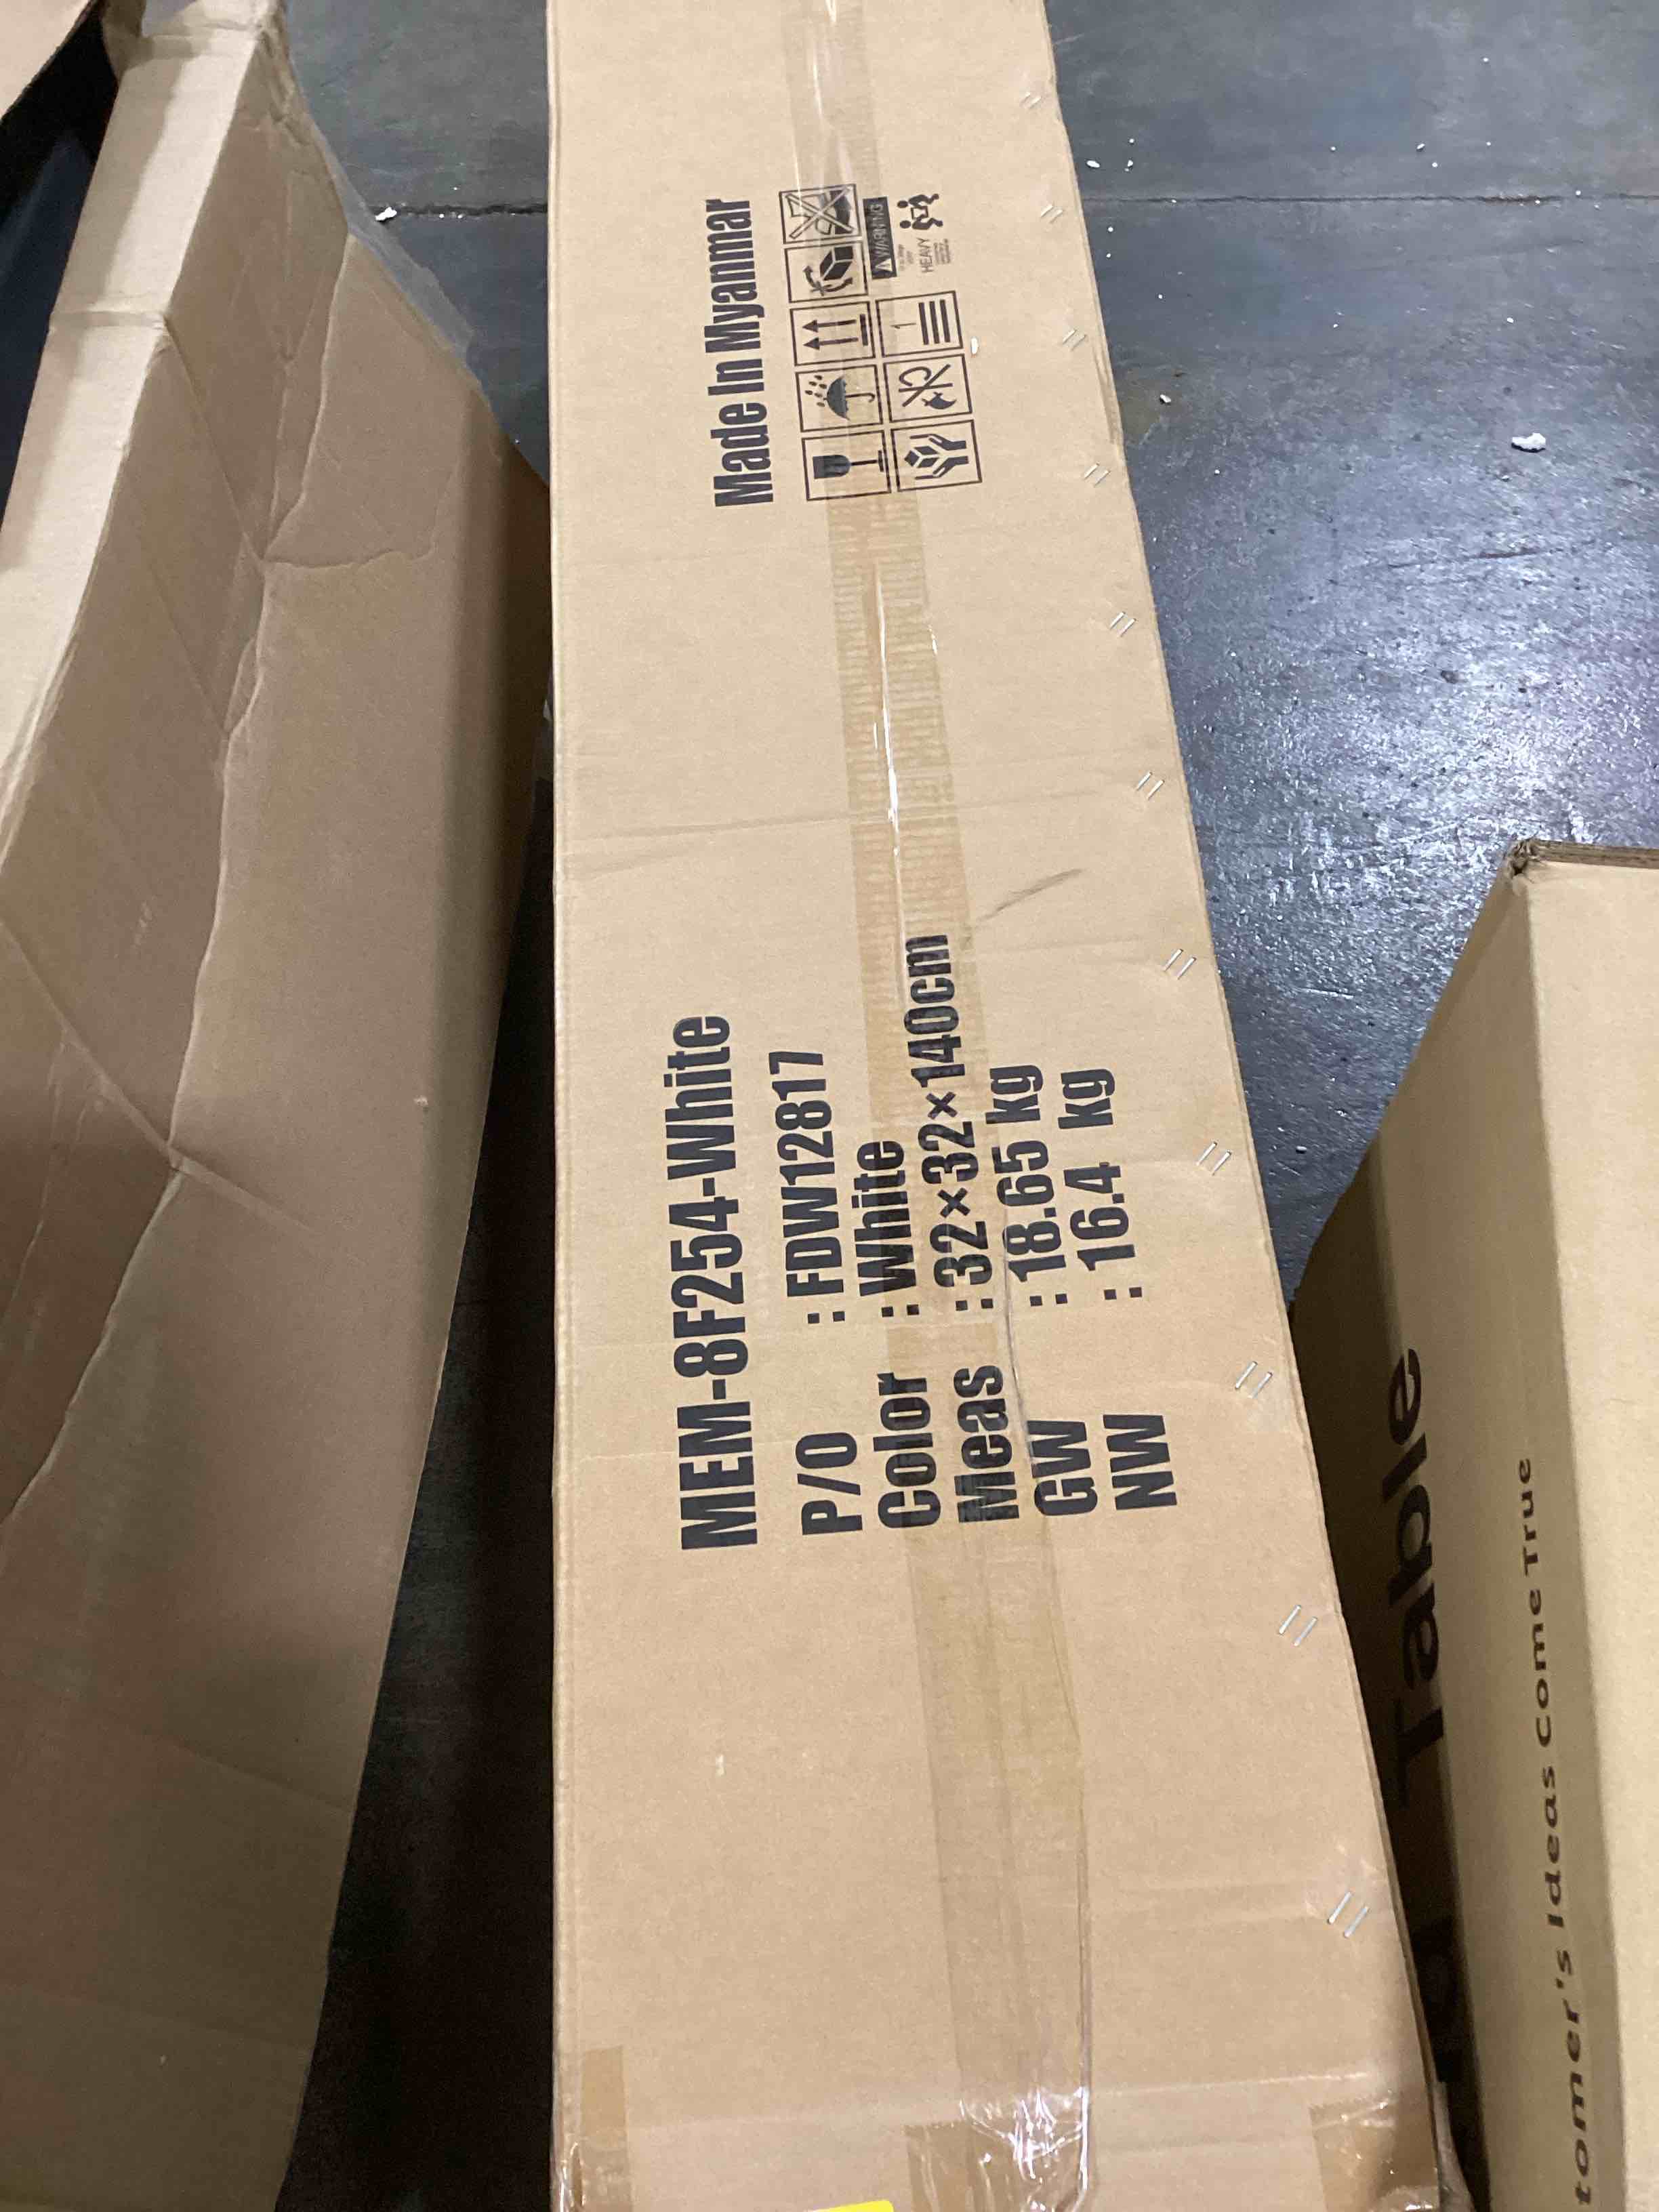 MEM-8F254-White
P/O : FDW12817
Color : White
Meas : 32×32×140cm
GW : 18.65 kg
NW : 16.4 kg
Made In Myanmar
1
WARNING
HEAVY
Table
tomer's Ideas Come True